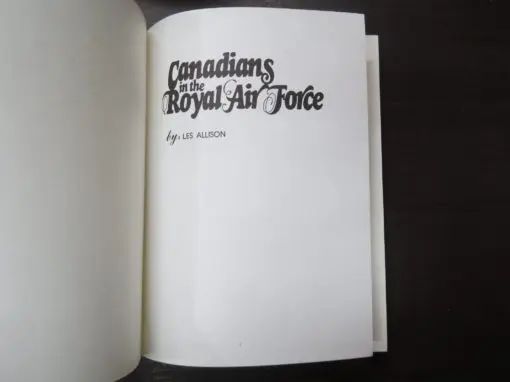 Canadians
in the
Royal Air Force
by: LES ALLISON